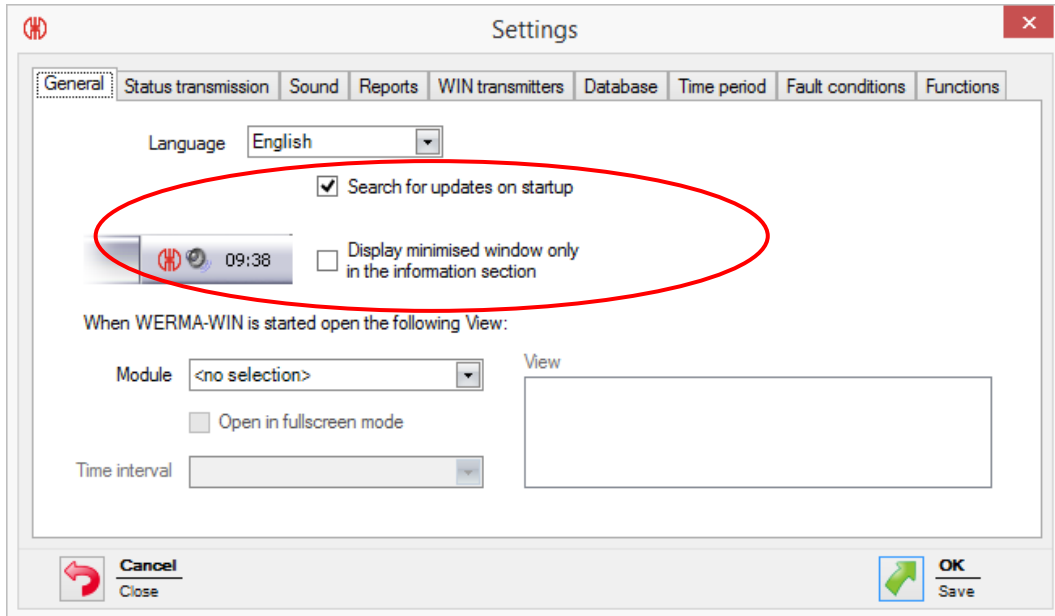 Settings
General Status transmission Sound Reports WIN transmitters Database Time period Fault conditions Functions
Language English
Search for updates on startup
09:38
Display minimised window only
in the information section
When WERMA-WIN is started open the following View:
Module <no selection>
View
Open in fullscreen mode
Time interval
Cancel
Close
OK
Save